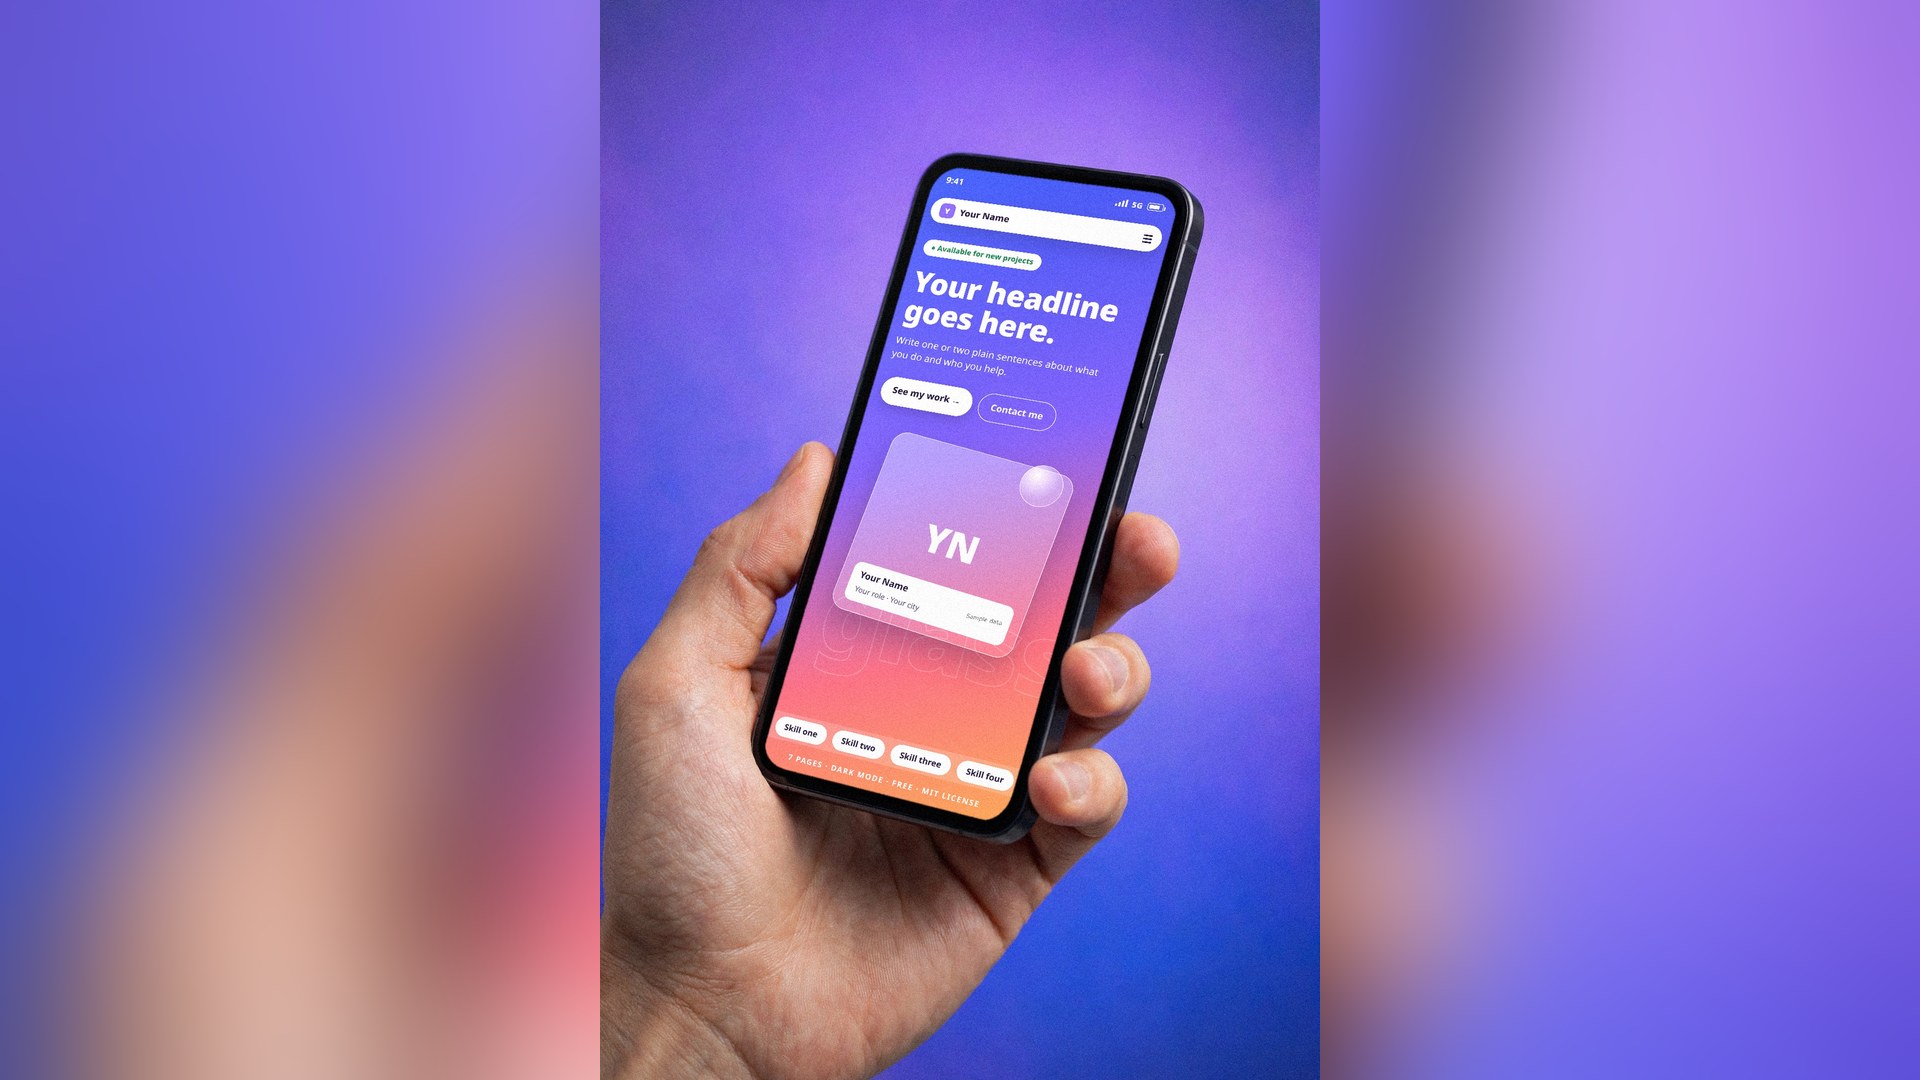 9:41
5G
Y
Your Name
• Available for new projects
Your headline
goes here.
Write one or two plain sentences about what
you do and who you help.
See my work →
Contact me
YN
Your Name
Your role · Your city
Sample data
glass
Skill one
Skill two
Skill three
Skill four
7 PAGES · DARK MODE · FREE · MIT LICENSE